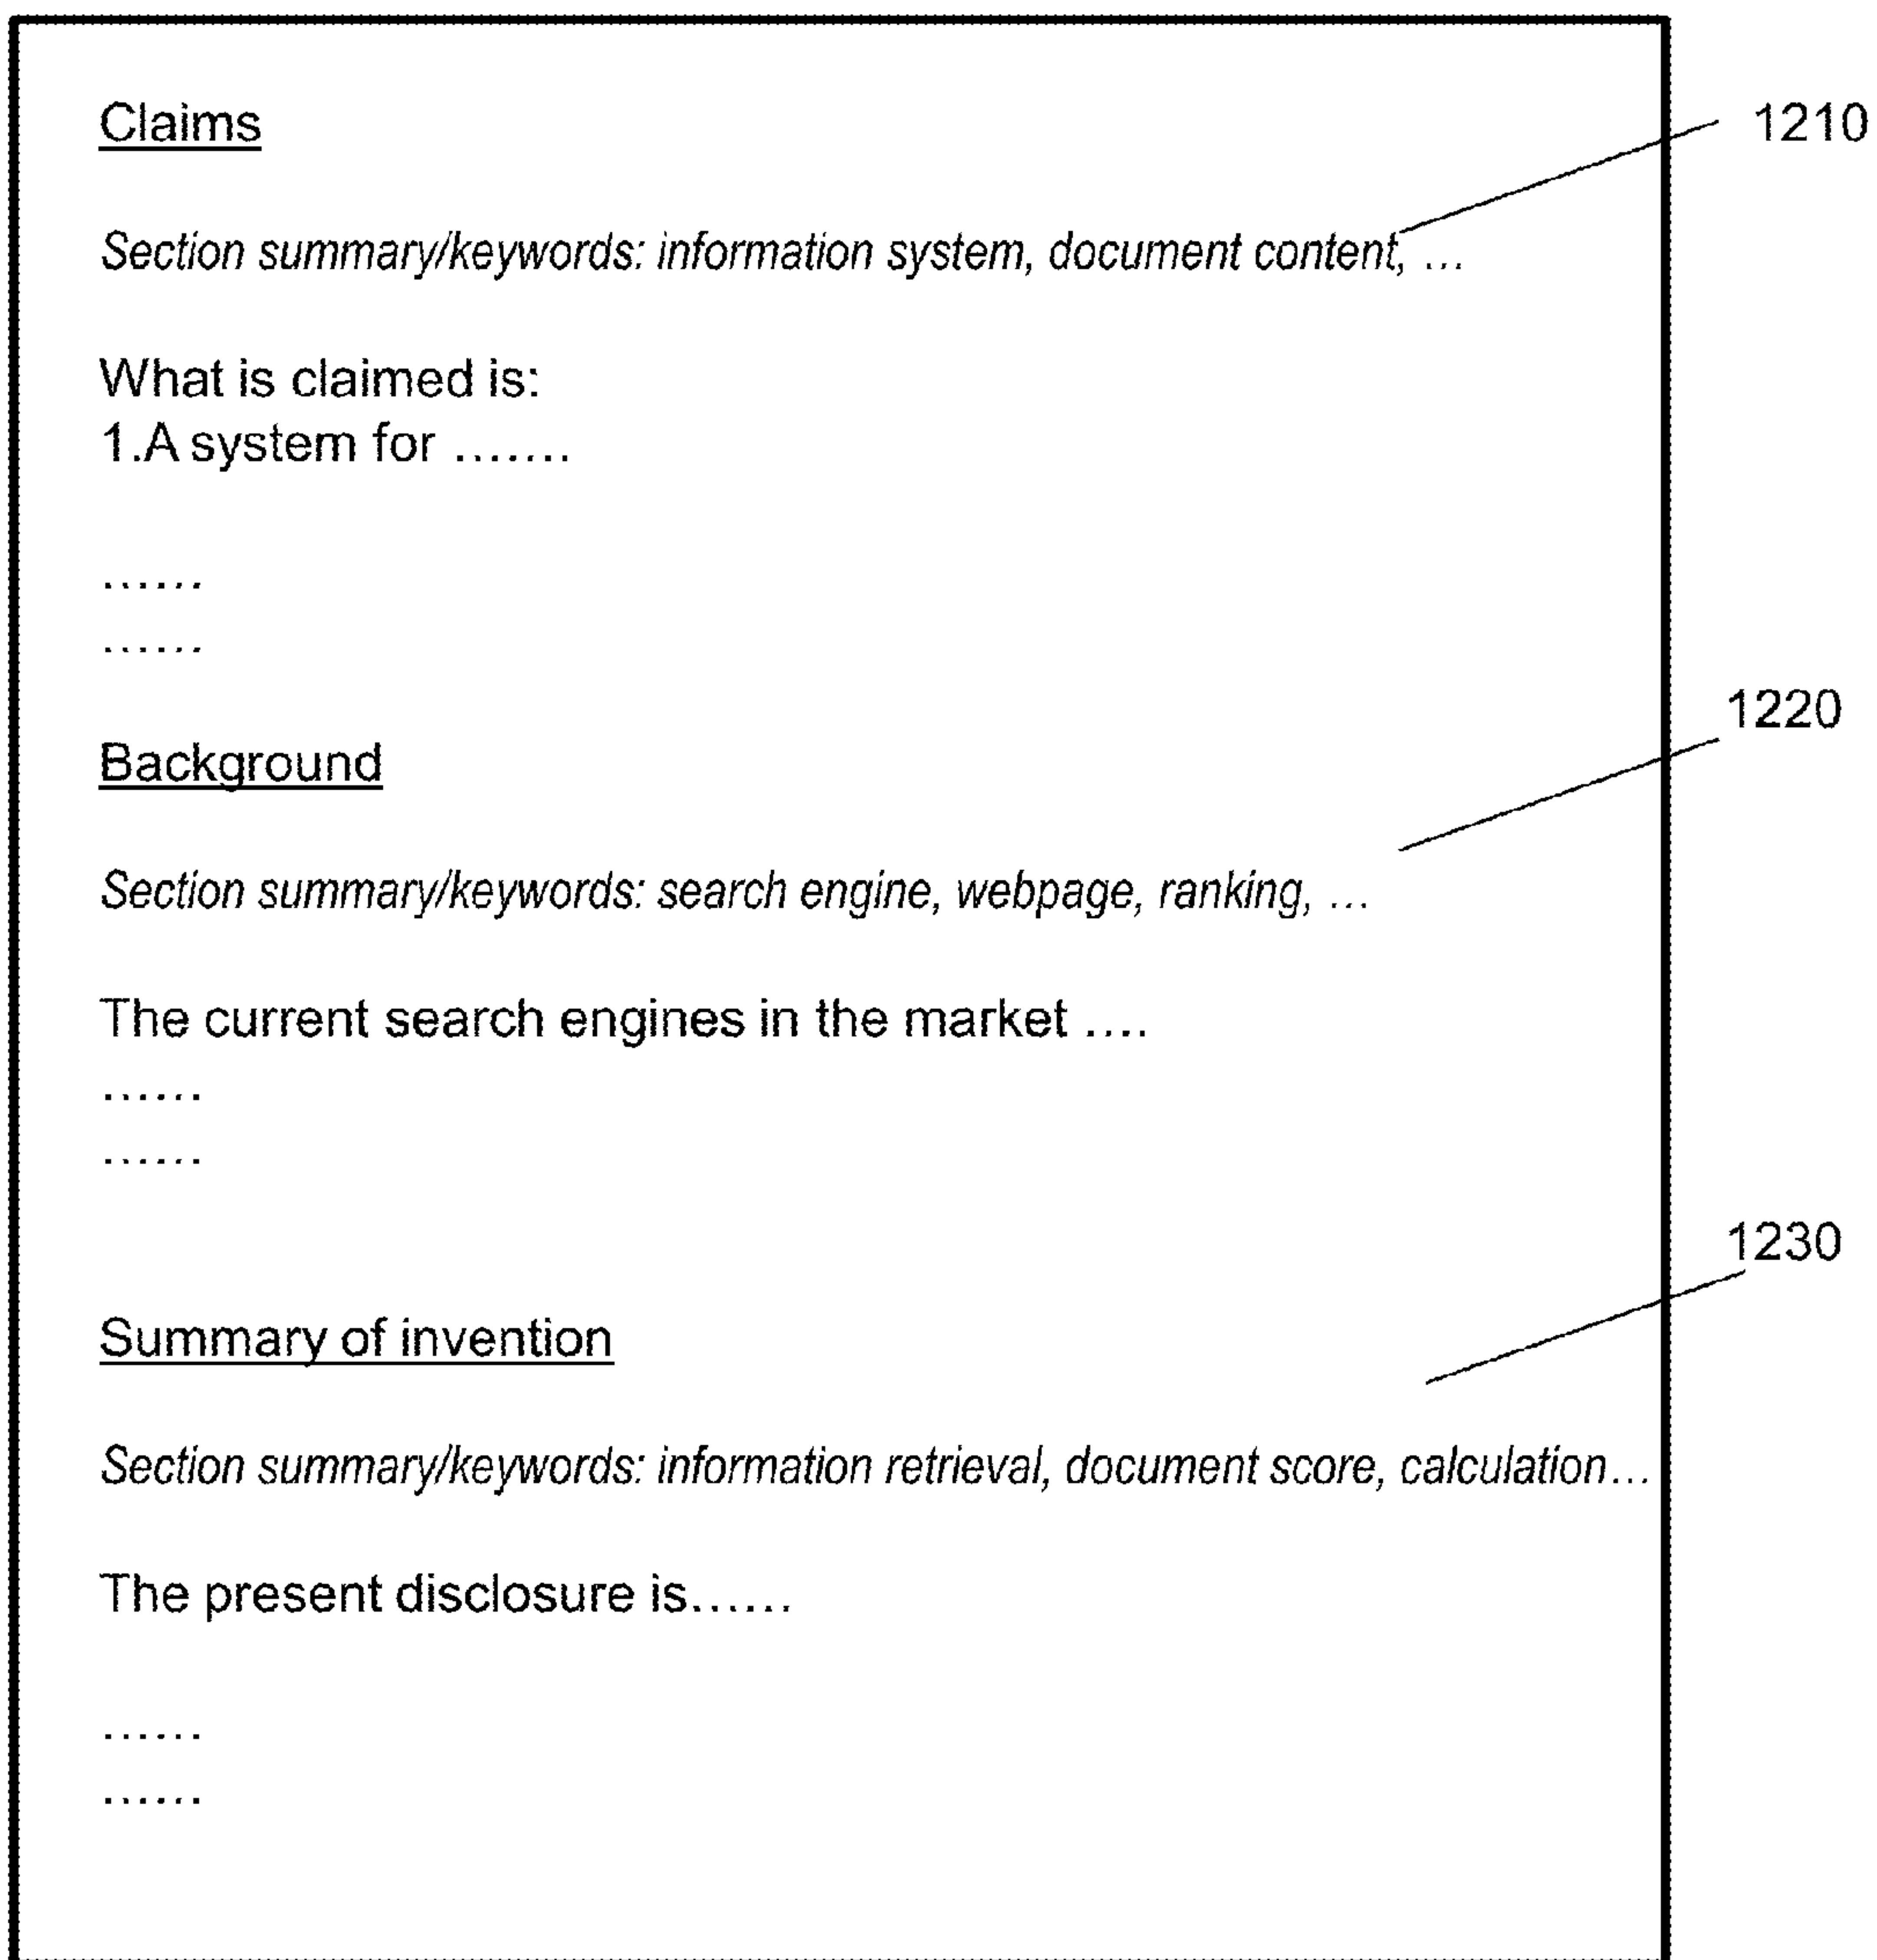 Claims
1210
Section summary/keywords: information system, document content, ...
What is claimed is:
1.A system for .......
......
......
1220
Background
Section summary/keywords: search engine, webpage, ranking, ...
The current search engines in the market ....
......
......
1230
Summary of invention
Section summary/keywords: information retrieval, document score, calculation...
The present disclosure is......
......
......